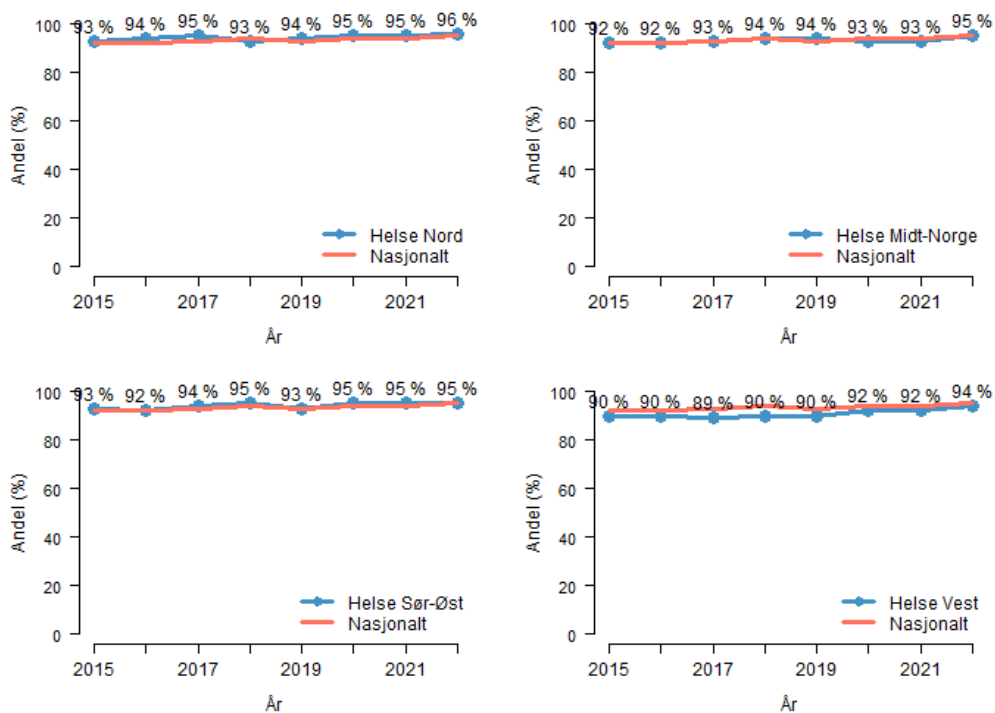 93 % 94 % 95 % 93 % 94 % 95 % 95 % 96 %
100
80
60
40
20
0
Andel (%)
Helse Nord
Nasjonalt
2015 2017 2019 2021
År
92 % 92 % 93 % 94 % 94 % 93 % 93 % 95 %
100
80
60
40
20
0
Andel (%)
Helse Midt-Norge
Nasjonalt
2015 2017 2019 2021
År
93 % 92 % 94 % 95 % 93 % 95 % 95 % 95 %
100
80
60
40
20
0
Andel (%)
Helse Sør-Øst
Nasjonalt
2015 2017 2019 2021
År
90 % 90 % 89 % 90 % 90 % 92 % 92 % 94 %
100
80
60
40
20
0
Andel (%)
Helse Vest
Nasjonalt
2015 2017 2019 2021
År